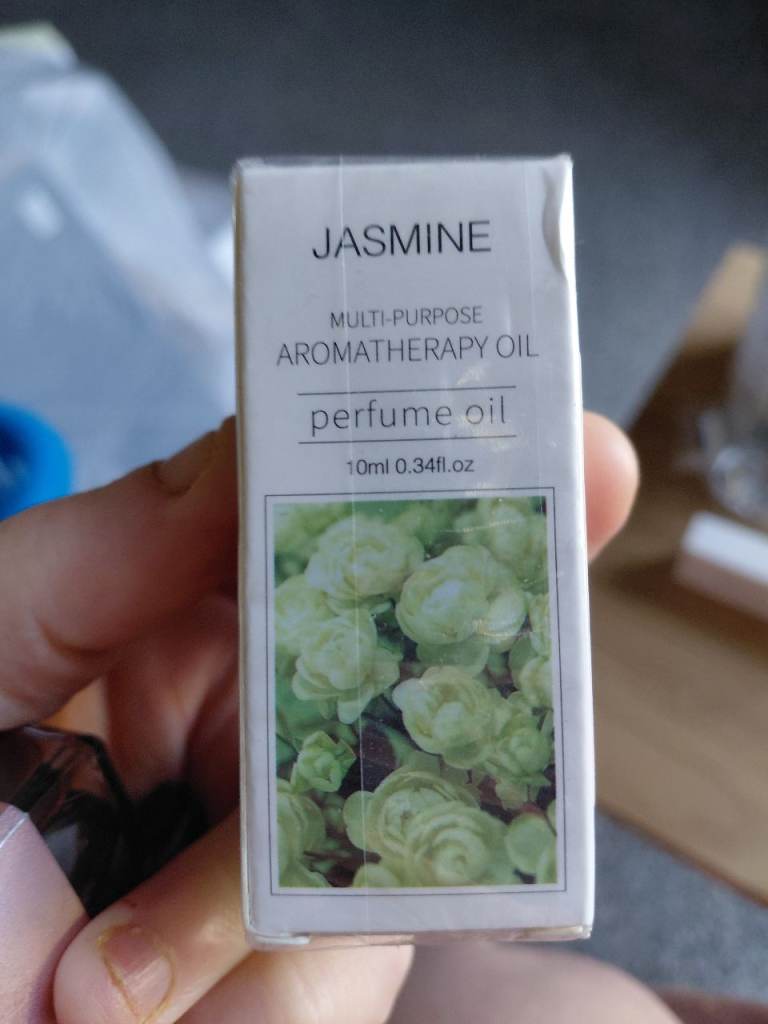 JASMINE
MULTI-PURPOSE
AROMATHERAPY OIL
perfume oil
10ml 0.34fl.oz